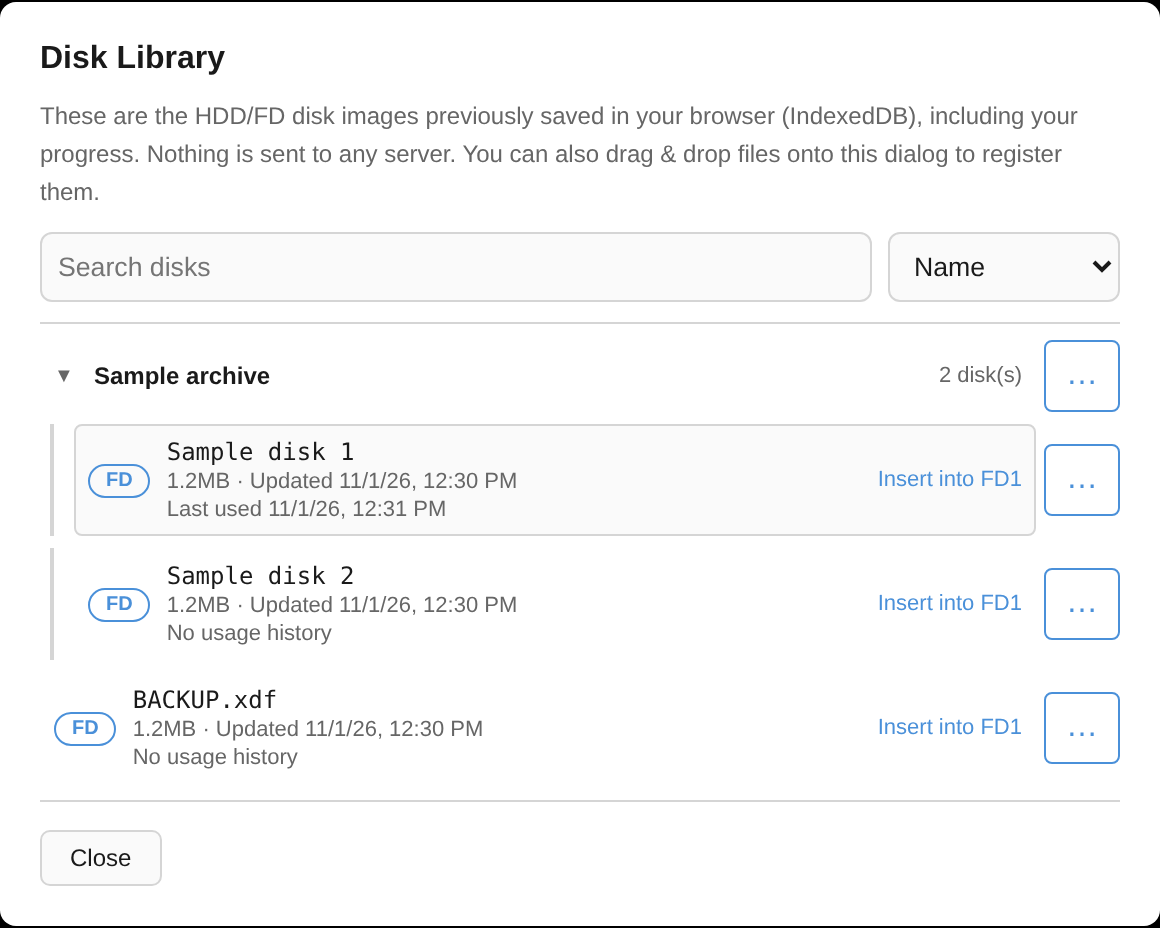 Disk Library
These are the HDD/FD disk images previously saved in your browser (IndexedDB), including your
progress. Nothing is sent to any server. You can also drag & drop files onto this dialog to register
them.
Search disks
Name
▼ Sample archive
2 disk(s)
...
FD
Sample disk 1
1.2MB · Updated 11/1/26, 12:30 PM
Last used 11/1/26, 12:31 PM
Insert into FD1
...
FD
Sample disk 2
1.2MB · Updated 11/1/26, 12:30 PM
No usage history
Insert into FD1
...
FD
BACKUP.xdf
1.2MB · Updated 11/1/26, 12:30 PM
No usage history
Insert into FD1
...
Close